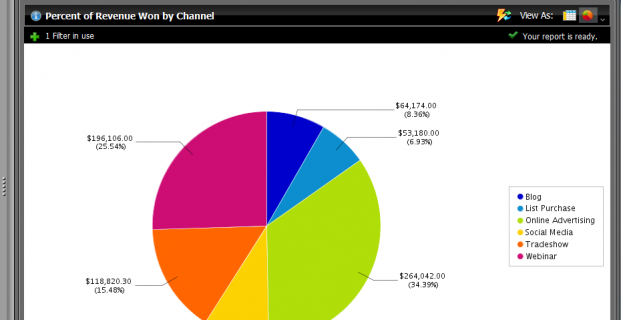 Percent of Revenue Won by Channel
View As:
1 Filter in use
Your report is ready.
$64,174.00
(8.36%)
$53,180.00
(6.93%)
$196,106.00
(25.54%)
Blog
List Purchase
Online Advertising
Social Media
Tradeshow
Webinar
$118,820.30
(15.48%)
$264,042.00
(34.39%)